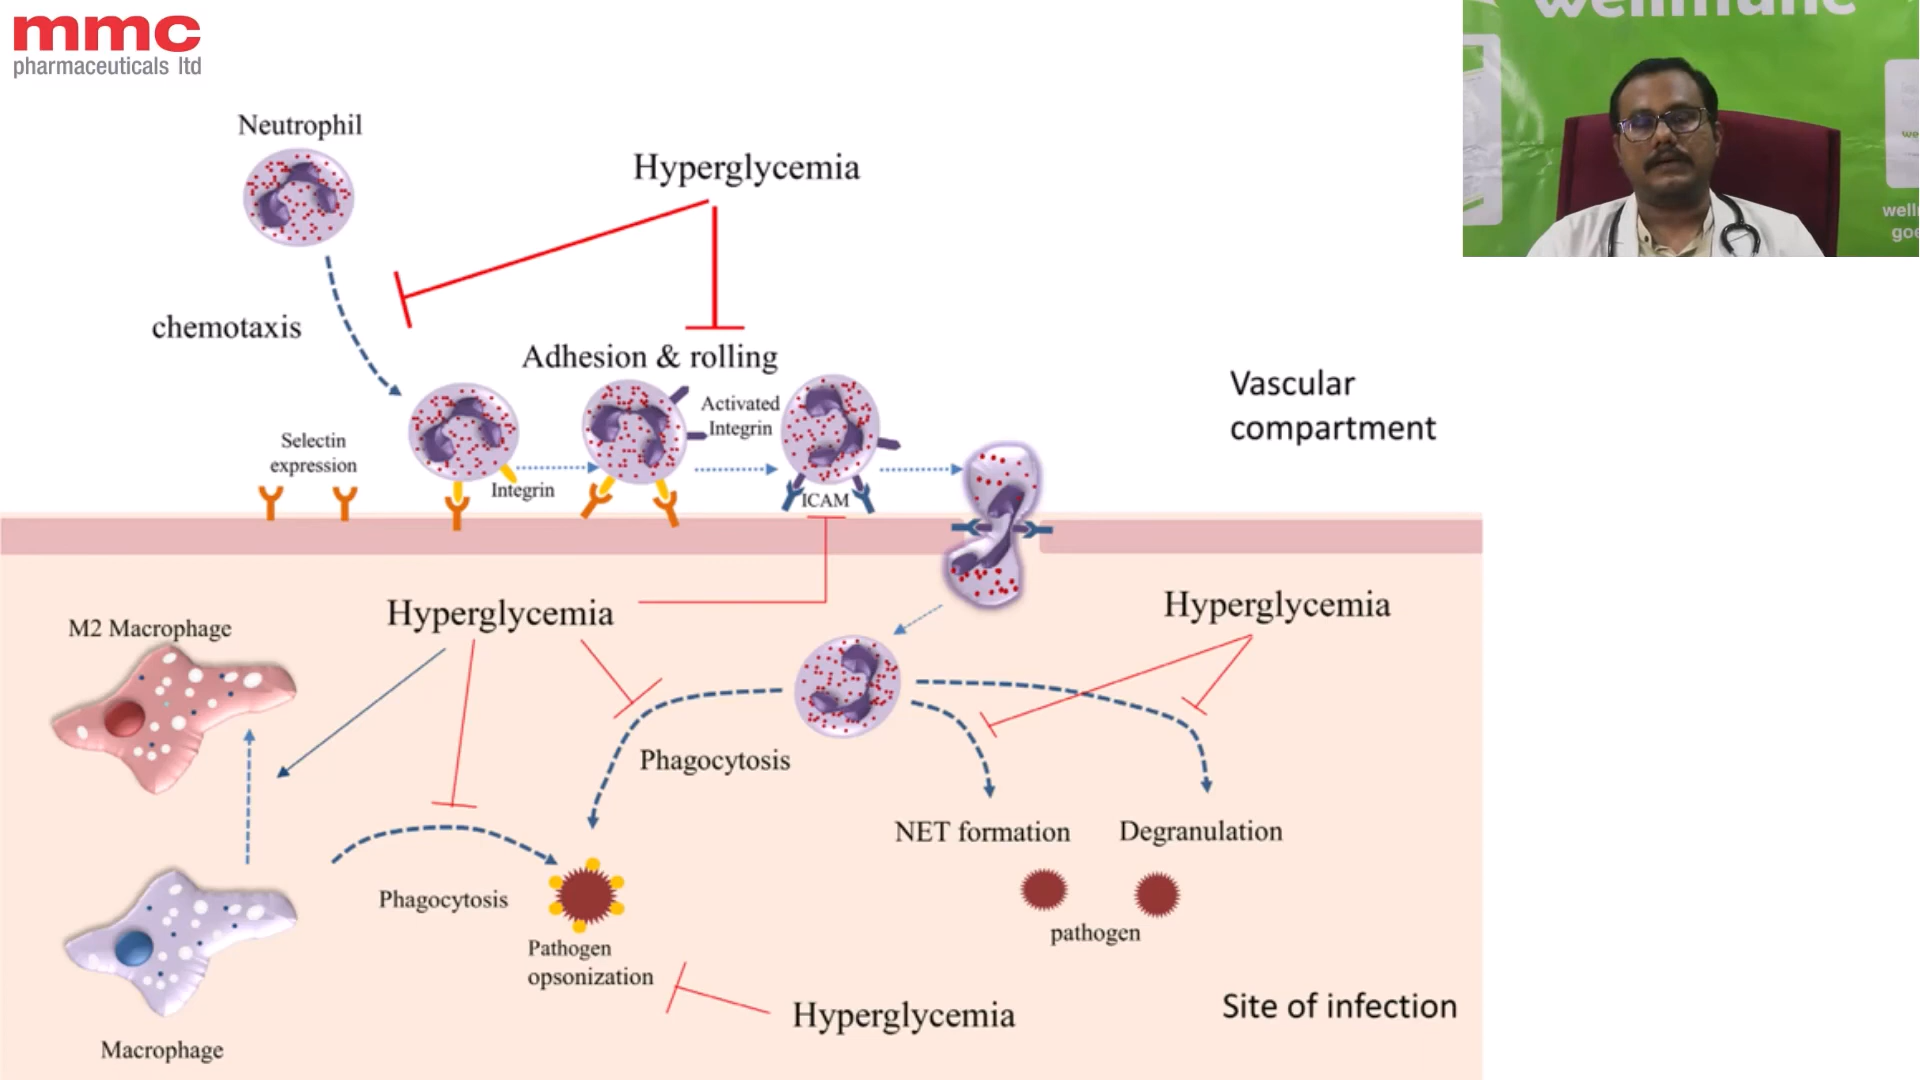 mmc
pharmaceuticals ltd
wellmune
Neutrophil
Hyperglycemia
chemotaxis
Adhesion & rolling
Activated
Integrin
Selectin
expression
Integrin
ICAM
Vascular
compartment
Hyperglycemia
Hyperglycemia
M2 Macrophage
Phagocytosis
NET formation
Degranulation
Phagocytosis
pathogen
Pathogen
opsonization
Hyperglycemia
Site of infection
Macrophage